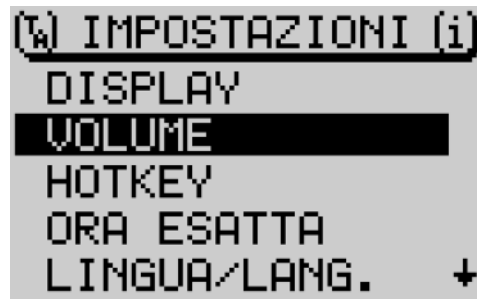 IMPOSTAZIONI (i)
DISPLAY
VOLUME
HOTKEY
ORA ESATTA
LINGUA/LANG.